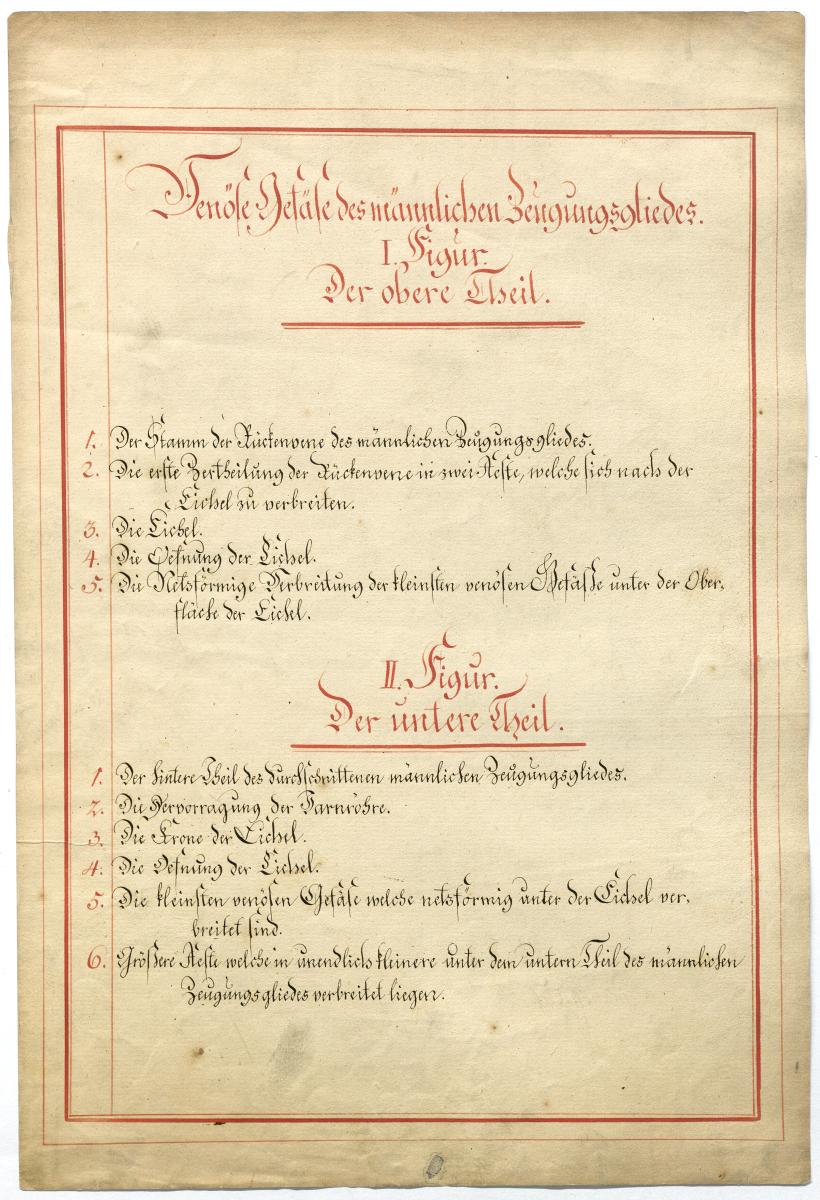 Venöse Gefäse des männlichen Zeugungsgliedes.
I. Figur.
Der obere Theil.
1. Der Stamm der Rückenvene des männlichen Zeugungsgliedes.
2. Die erste Zertheilung der Rückenvene in zwei Aeste, welche sich nach der
Eichel zu verbreiten.
3. Die Eichel.
4. Die Oefnung der Eichel.
5. Die Netsförmige Verbreitung der kleinsten venösen Gefäße unter der Ober,
fläche der Eichel.
II. Figur.
Der untere Theil.
1. Der hintere Theil des durchschnittenen männlichen Zeugungsgliedes.
2. Die Hervorragung der Harnröhre.
3. Die Krone der Eichel.
4. Die Oefnung der Eichel.
5. Die kleinsten venösen Gefäse welche netsförmig unter der Eichel ver,
breitet sind.
6. Größere Aeste welche in unendlich kleinere unter dem untern Theil des männlichen
Zeugungsgliedes verbreitet liegen.